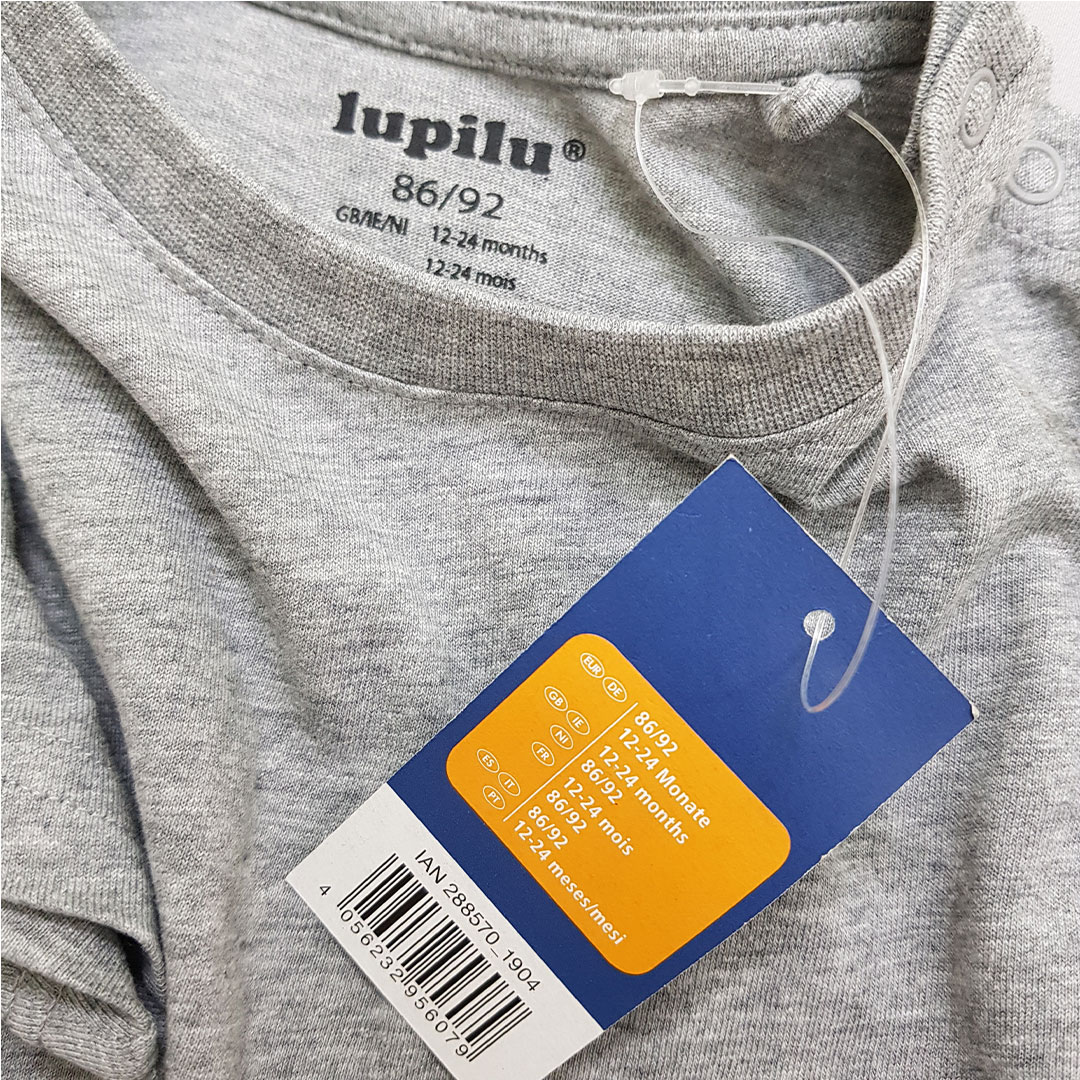 lupilu®
86/92
GB/IE/NI 12-24 months
12-24 mois
EUR DE 86/92
12-24 Monate
GB IE NI 12-24 months
FR 86/92
12-24 mois
ES IT 86/92
PT 86/92
12-24 meses/mesi
IAN 288570_1904
4 056232 956079